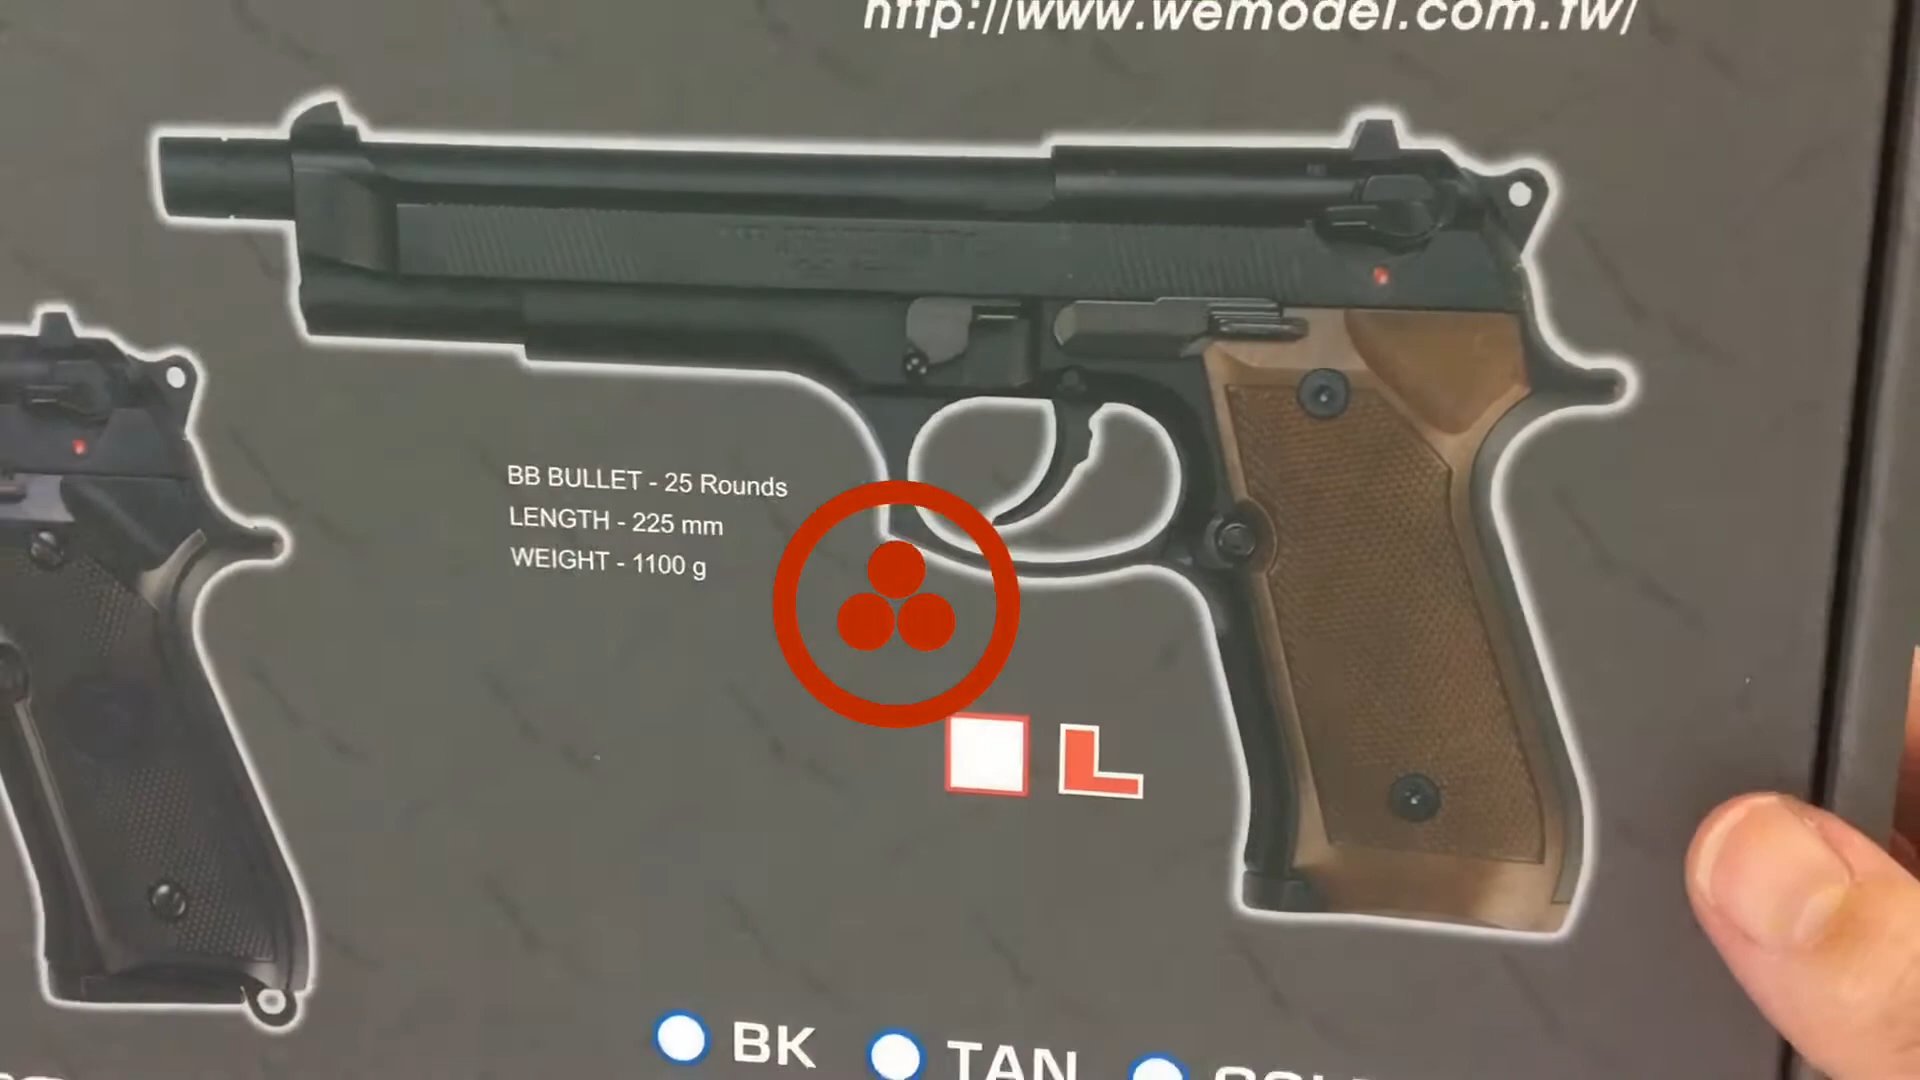 http://www.wemodel.com.tw/
BB BULLET - 25 Rounds
LENGTH - 225 mm
WEIGHT - 1100 g
L
BK
TAN